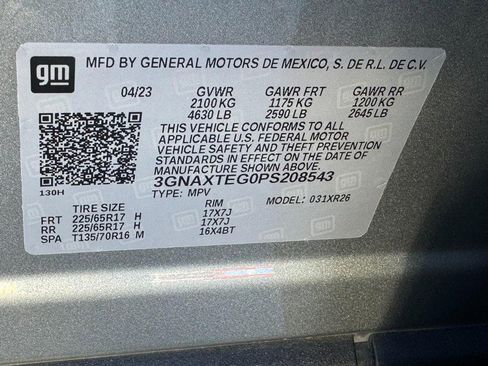 gm
MFD BY GENERAL MOTORS DE MEXICO, S. DE R.L. DE C.V.
04/23 GVWR GAWR FRT GAWR RR
2100 KG 1175 KG 1200 KG
4630 LB 2590 LB 2645 LB
THIS VEHICLE CONFORMS TO ALL
APPLICABLE U.S. FEDERAL MOTOR
VEHICLE SAFETY AND THEFT PREVENTION
STANDARDS IN EFFECT ON THE DATE OF
MANUFACTURE SHOWN ABOVE.
3GNAXTEG0PS208543
130H
TYPE: MPV MODEL: 031XR26
TIRE SIZE RIM
FRT 225/65R17 H 17X7J
RR 225/65R17 H 17X7J
SPA T135/70R16 M 16X4BT